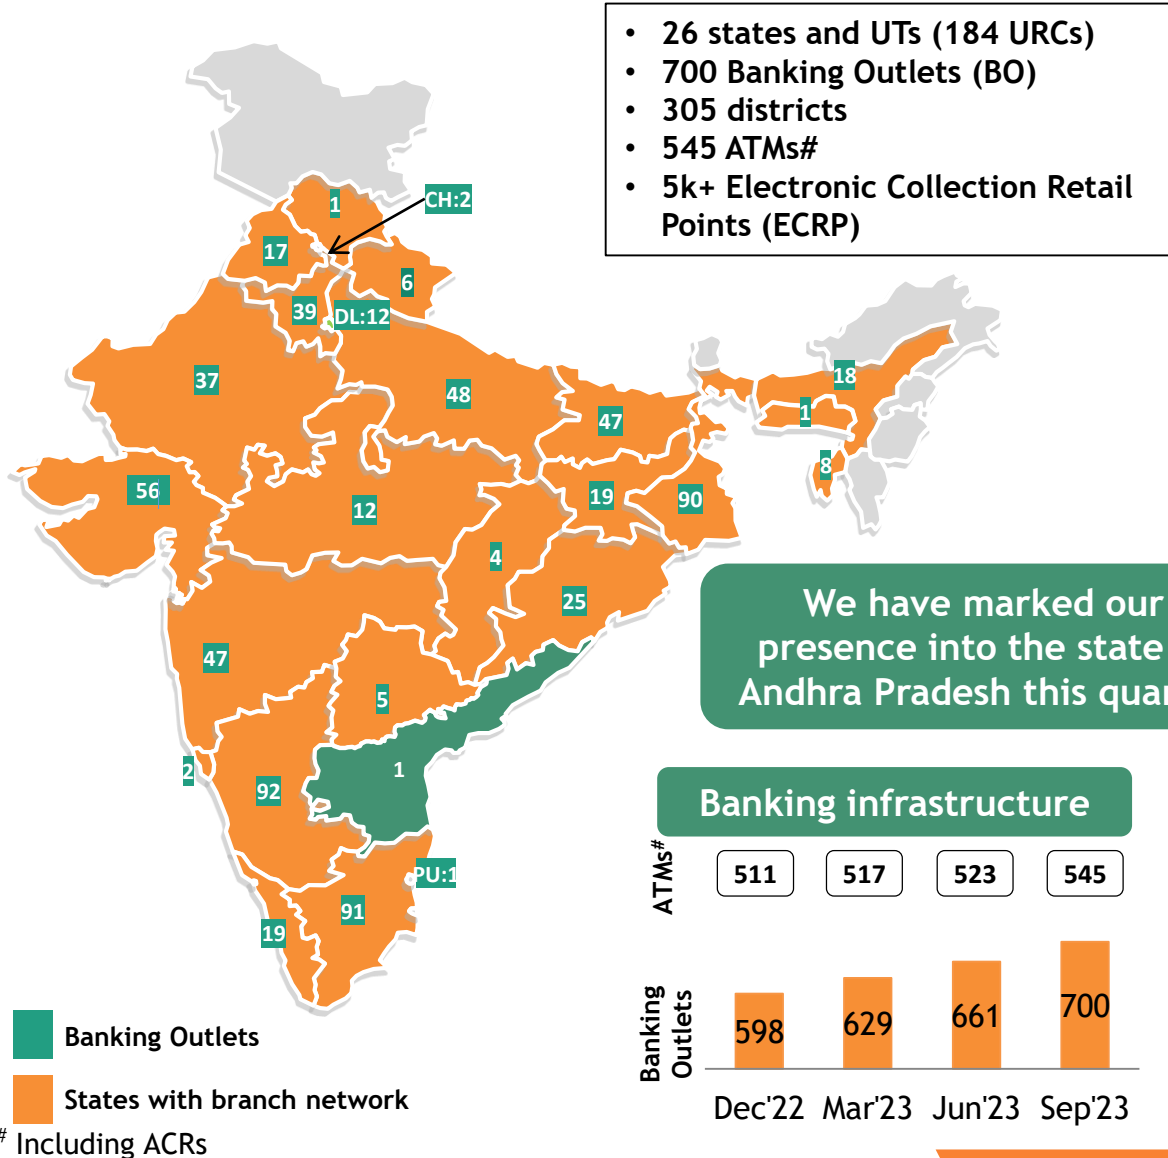 • 26 states and UTs (184 URCs)
• 700 Banking Outlets (BO)
• 305 districts
• 545 ATMs#
• 5k+ Electronic Collection Retail
Points (ECRP)
1
CH:2
17
6
39
DL:12
37
48
47
18
1
8
56
12
19
90
4
25
47
5
2
92
1
PU:1
91
19
We have marked our
presence into the state
Andhra Pradesh this quar
Banking infrastructure
ATMs#
511 517 523 545
Banking
Outlets
598 629 661 700
Dec'22 Mar'23 Jun'23 Sep'23
Banking Outlets
States with branch network
# Including ACRs